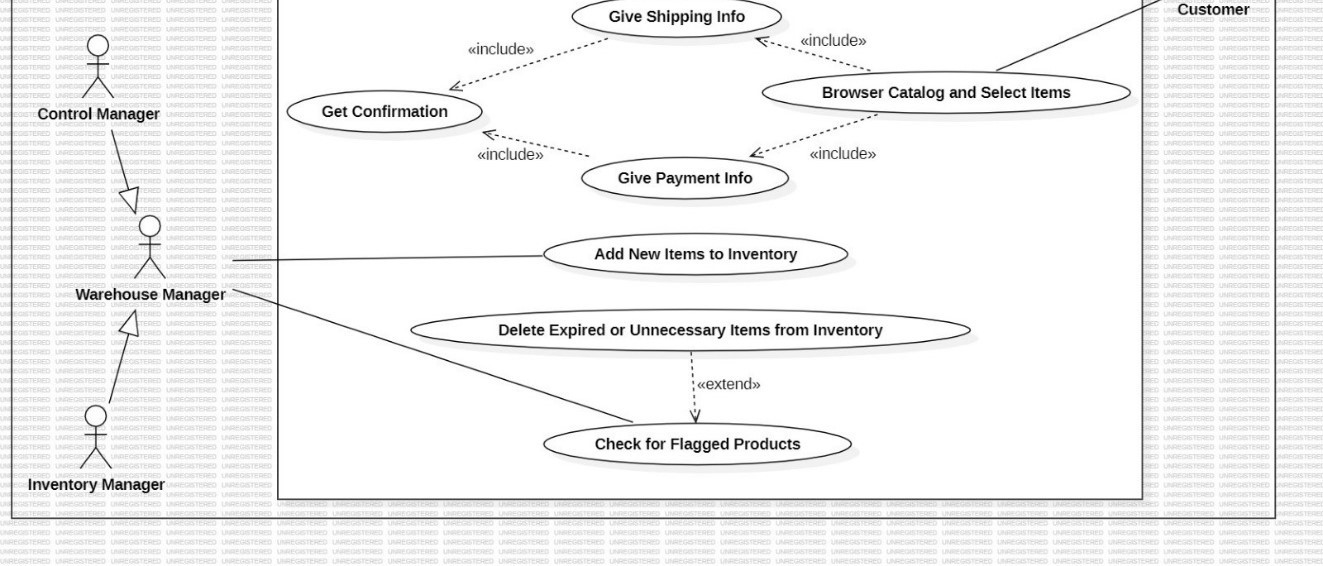 Customer
Give Shipping Info
«include»
«include»
Control Manager
Get Confirmation
Browser Catalog and Select Items
«include»
«include»
Give Payment Info
Warehouse Manager
Add New Items to Inventory
Delete Expired or Unnecessary Items from Inventory
«extend»
Check for Flagged Products
Inventory Manager
UNREGISTERED